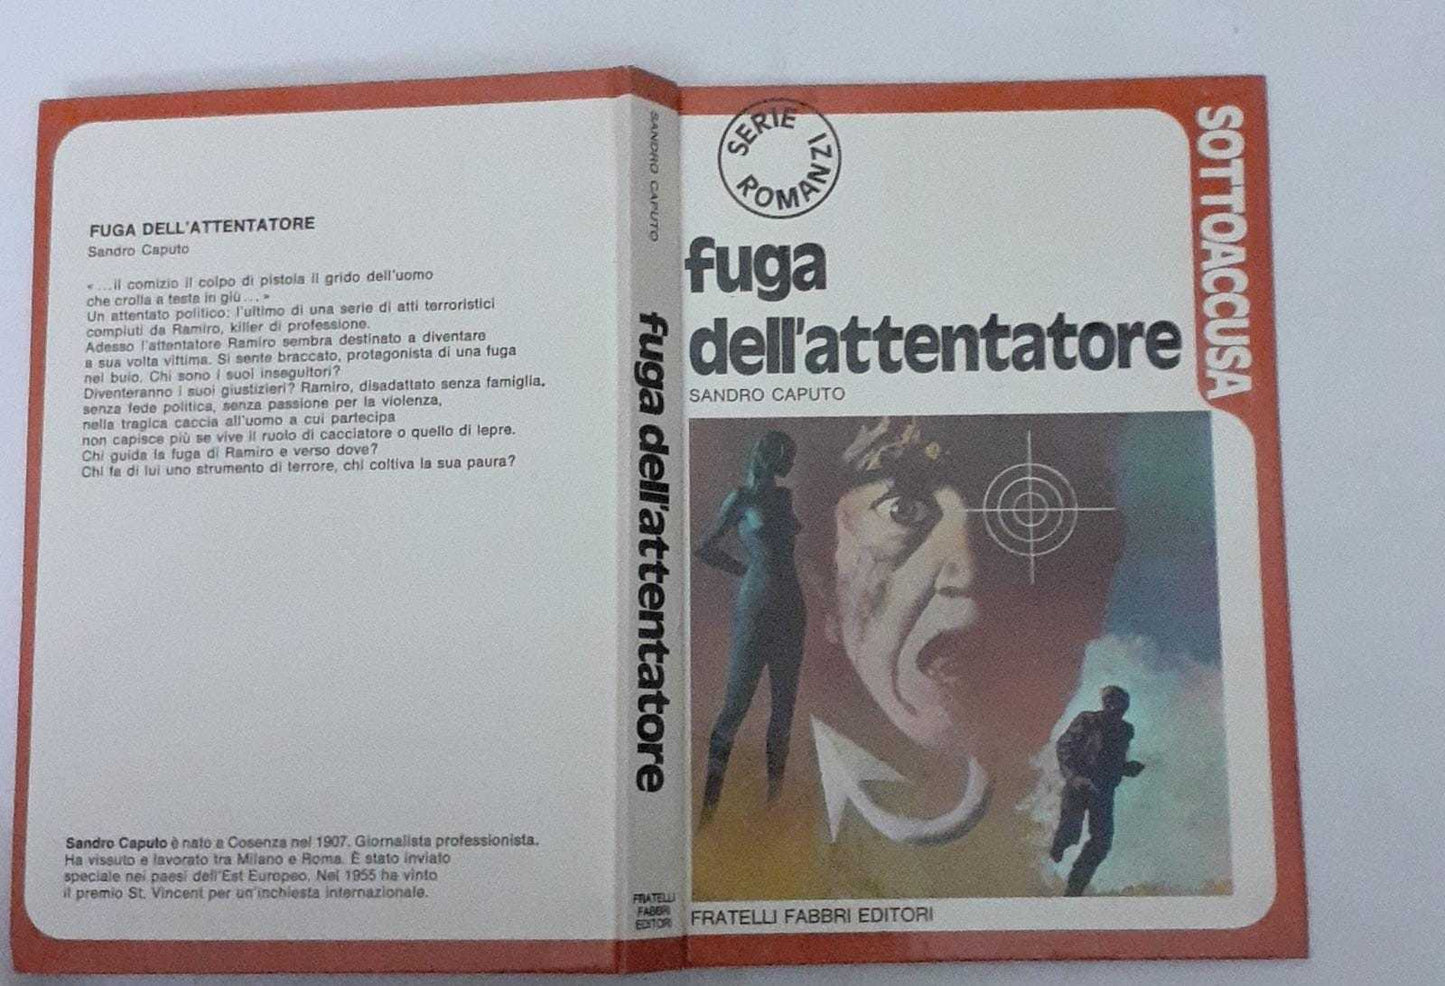 FUGA DELL'ATTENTATORE
Sandro Caputo
« ...il comizio il colpo di pistola il grido dell'uomo
che crolla a testa in giù ... »
Un attentato politico: l'ultimo di una serie di atti terroristici
compiuti da Ramiro, killer di professione.
Adesso l'attentatore Ramiro sembra destinato a diventare
a sua volta vittima. Si sente braccato, protagonista di una fuga
nel buio. Chi sono i suoi inseguitori?
Diventeranno i suoi giustizieri? Ramiro, disadattato senza famiglia,
senza fede politica, senza passione per la violenza,
nella tragica caccia all'uomo a cui partecipa
non capisce più se vive il ruolo di cacciatore o quello di lepre.
Chi guida la fuga di Ramiro e verso dove?
Chi fa di lui uno strumento di terrore, chi coltiva la sua paura?
Sandro Caputo è nato a Cosenza nel 1907. Giornalista professionista.
Ha vissuto e lavorato tra Milano e Roma. È stato inviato
speciale nei paesi dell'Est Europeo. Nel 1955 ha vinto
il premio St. Vincent per un'inchiesta internazionale.
SANDRO CAPUTO
fuga dell'attentatore
FRATELLI
FABBRI
EDITORI
SERIE ROMANZI
fuga
dell'attentatore
SANDRO CAPUTO
FRATELLI FABBRI EDITORI
SOTTOACCUSA